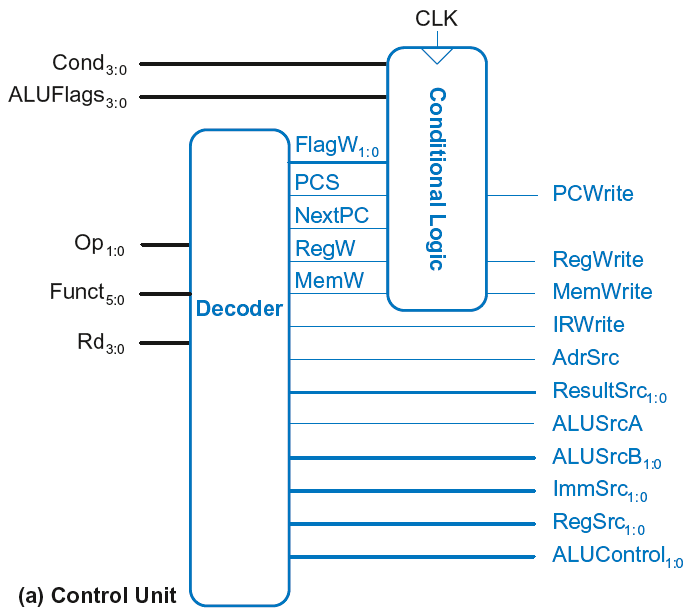 CLK
Cond3:0
ALUFlags3:0
Conditional Logic
FlagW1:0
PCS
PCWrite
NextPC
Op1:0
RegW
RegWrite
MemW
MemWrite
Funct5:0
Decoder
IRWrite
Rd3:0
AdrSrc
ResultSrc1:0
ALUSrcA
ALUSrcB1:0
ImmSrc1:0
RegSrc1:0
ALUControl1:0
(a) Control Unit